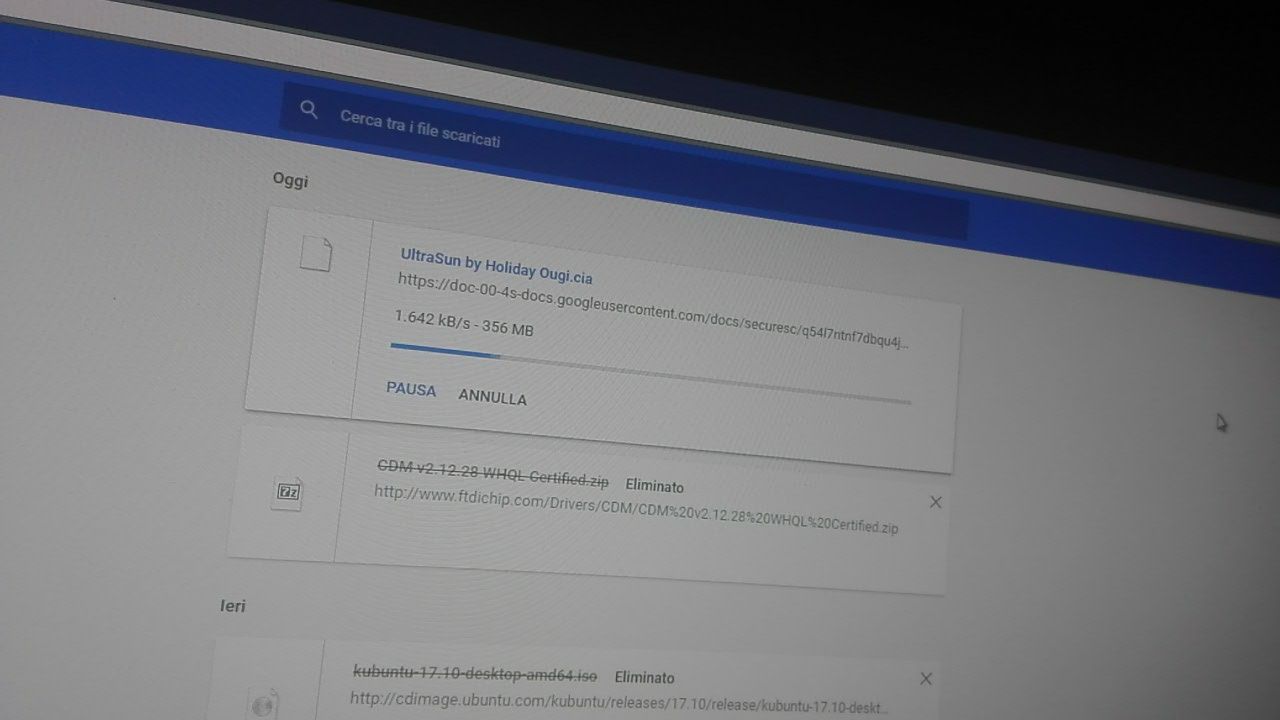 Cerca tra i file scaricati
Oggi
UltraSun by Holiday Ougi.cia
https://doc-00-4s-docs.googleusercontent.com/docs/securesc/q54l7ntnf7dbqu4j...
1.642 kB/s - 356 MB
PAUSA ANNULLA
CDM v2.12.28 WHQL Certified.zip Eliminato
7z
http://www.ftdichip.com/Drivers/CDM/CDM%20v2.12.28%20WHQL%20Certified.zip
Ieri
kubuntu-17.10-desktop-amd64.iso Eliminato
http://cdimage.ubuntu.com/kubuntu/releases/17.10/release/kubuntu-17.10-deskt...